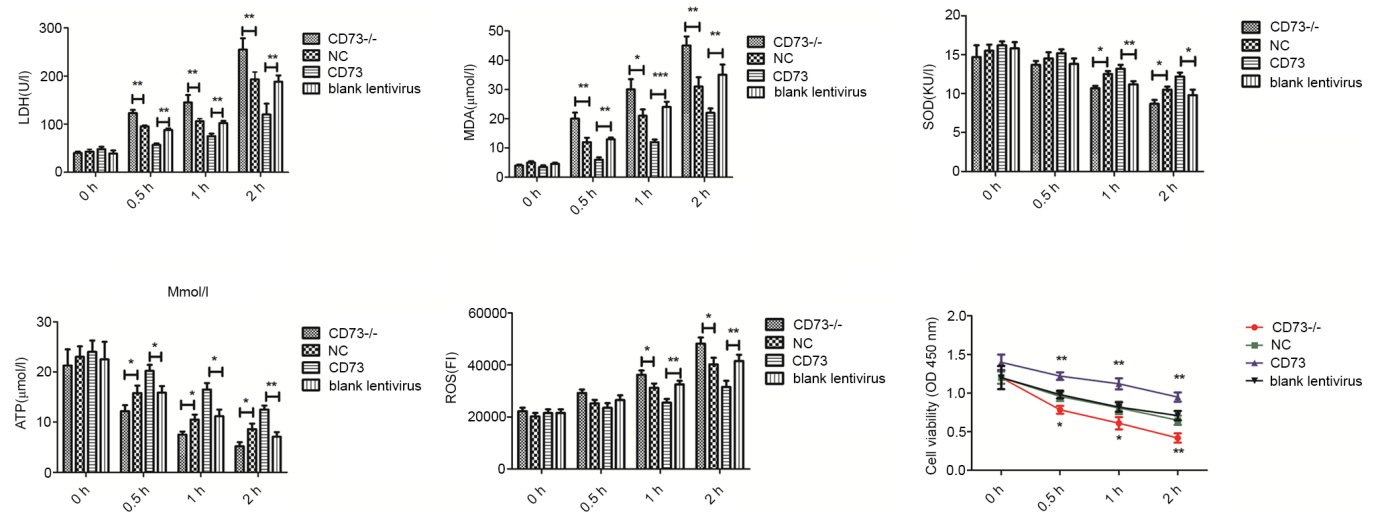 LDH(U/l)
300
200
100
0
**
**
**
**
**
**
0 h
0.5 h
1 h
2 h
CD73-/-
NC
CD73
blank lentivirus
MDA(μmol/l)
50
40
30
20
10
0
**
**
*
***
**
**
0 h
0.5 h
1 h
2 h
CD73-/-
NC
CD73
blank lentivirus
SOD(KU/l)
20
15
10
5
0
*
**
*
*
0 h
0.5 h
1 h
2 h
CD73-/-
NC
CD73
blank lentivirus
Mmol/l
ATP(μmol/l)
30
20
10
0
*
*
*
*
*
**
0 h
0.5 h
1 h
2 h
CD73-/-
NC
CD73
blank lentivirus
ROS(FI)
60000
40000
20000
0
*
**
*
**
0 h
0.5 h
1 h
2 h
CD73-/-
NC
CD73
blank lentivirus
Cell viability (OD 450 nm)
2.0
1.5
1.0
0.5
0.0
**
**
**
*
*
**
0 h
0.5 h
1 h
2 h
CD73-/-
NC
CD73
blank lentivirus